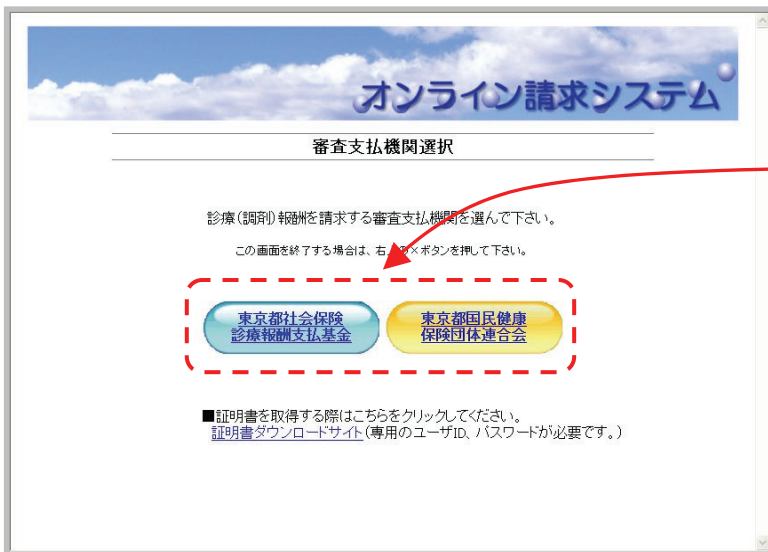 オンライン請求システム
審査支払機関選択
診療(調剤)報酬を請求する審査支払機関を選んで下さい。
この画面を終了する場合は、右上の×ボタンを押して下さい。
東京都社会保険
診療報酬支払基金
東京都国民健康
保険団体連合会
■証明書を取得する際はこちらをクリックしてください。
証明書ダウンロードサイト(専用のユーザID、パスワードが必要です。)